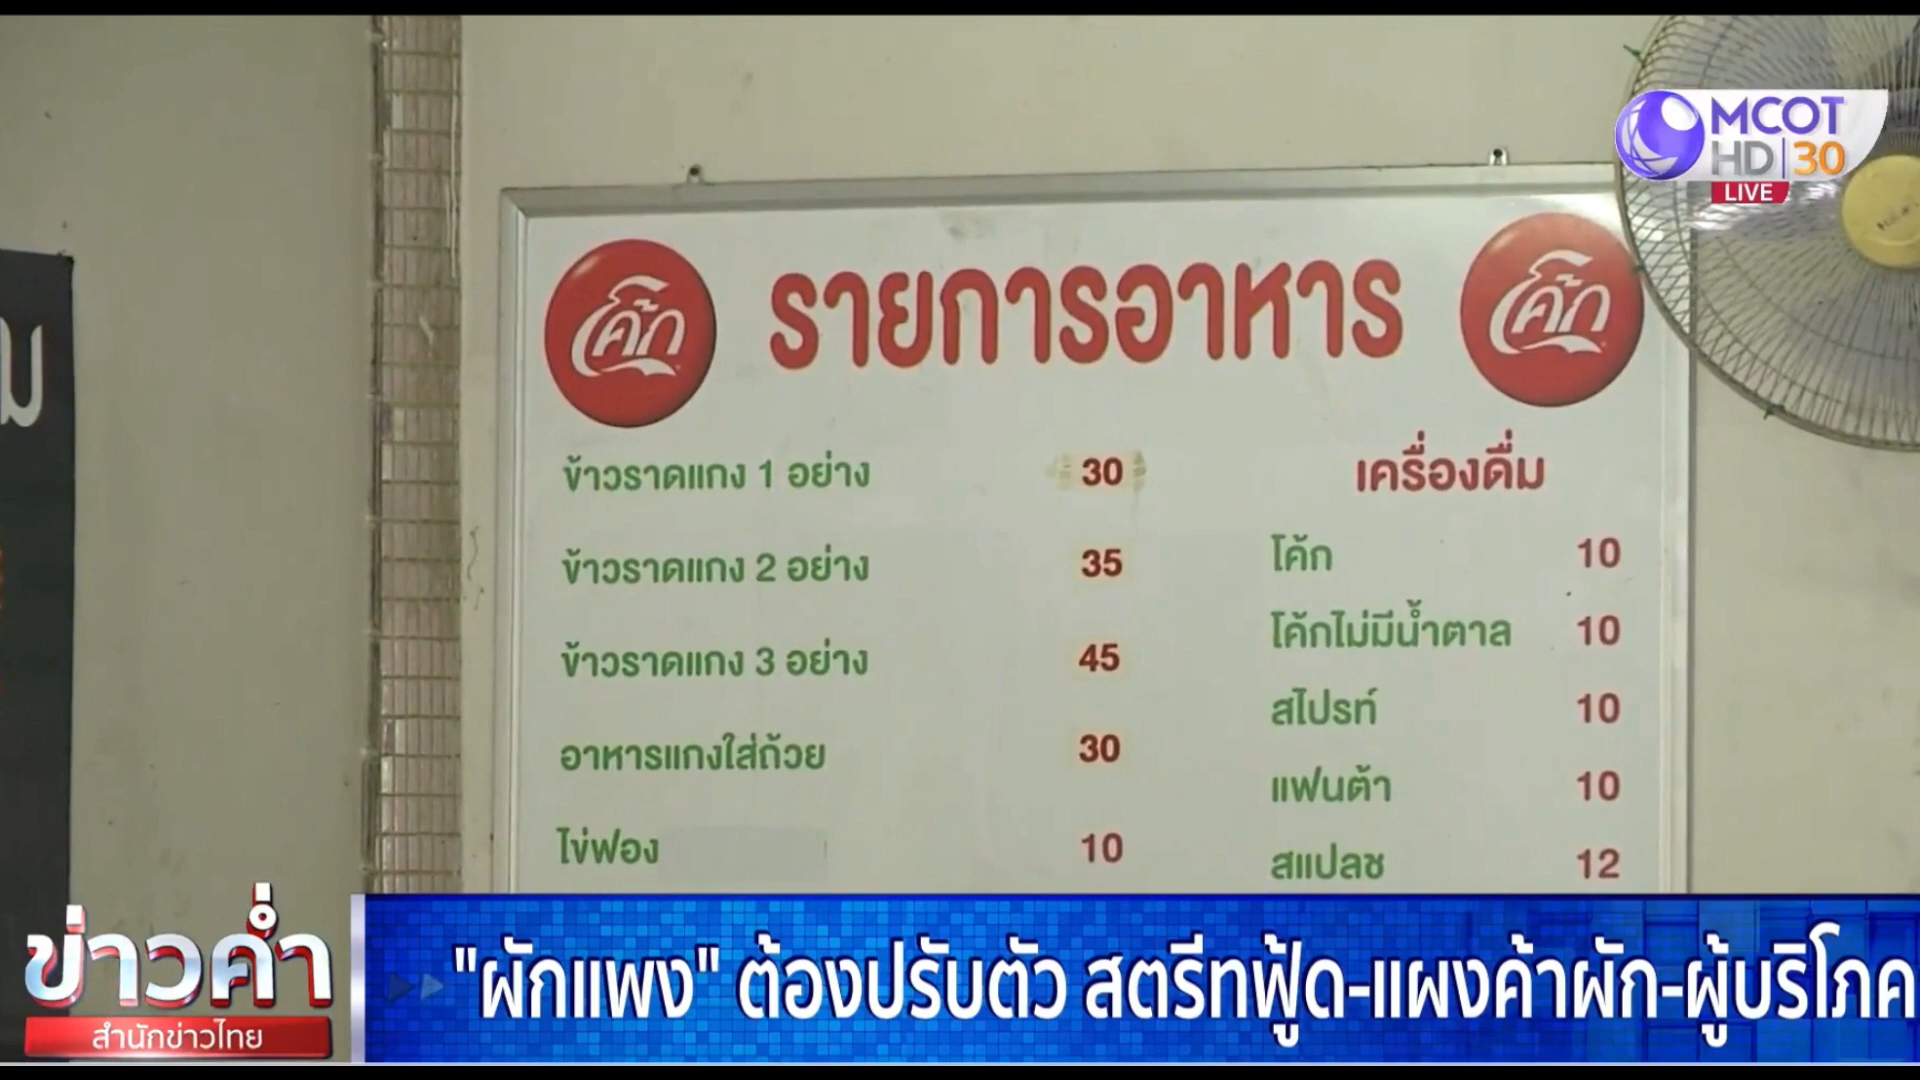 MCOT
HD 30
LIVE
โค้ก รายการอาหาร โค้ก
ข้าวราดแกง 1 อย่าง 30
ข้าวราดแกง 2 อย่าง 35
ข้าวราดแกง 3 อย่าง 45
อาหารแกงใส่ถ้วย 30
ไข่ฟอง 10
เครื่องดื่ม
โค้ก 10
โค้กไม่มีน้ำตาล 10
สไปรท์ 10
แฟนต้า 10
สแปลช 12
ข่าวค่ำ
สำนักข่าวไทย
"ผักแพง" ต้องปรับตัว สตรีทฟู้ด-แผงค้าผัก-ผู้บริโภค